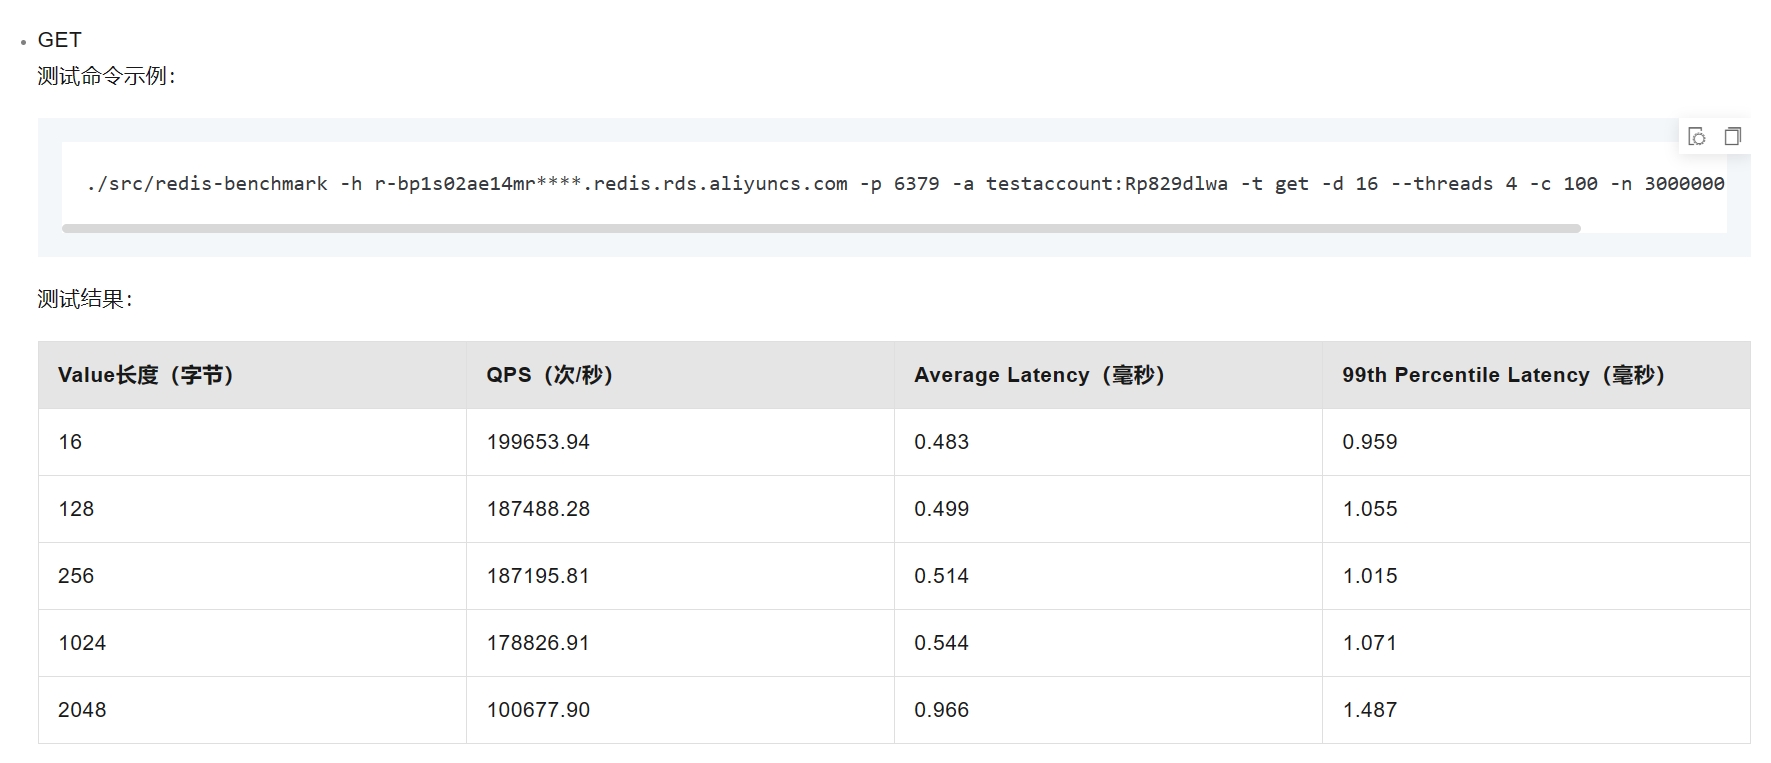 GET
测试命令示例：
./src/redis-benchmark -h r-bp1s02ae14mr****.redis.rds.aliyuncs.com -p 6379 -a testaccount:Rp829dlwa -t get -d 16 --threads 4 -c 100 -n 3000000
测试结果：
Value长度（字节） QPS（次/秒） Average Latency（毫秒） 99th Percentile Latency（毫秒）
16 199653.94 0.483 0.959
128 187488.28 0.499 1.055
256 187195.81 0.514 1.015
1024 178826.91 0.544 1.071
2048 100677.90 0.966 1.487